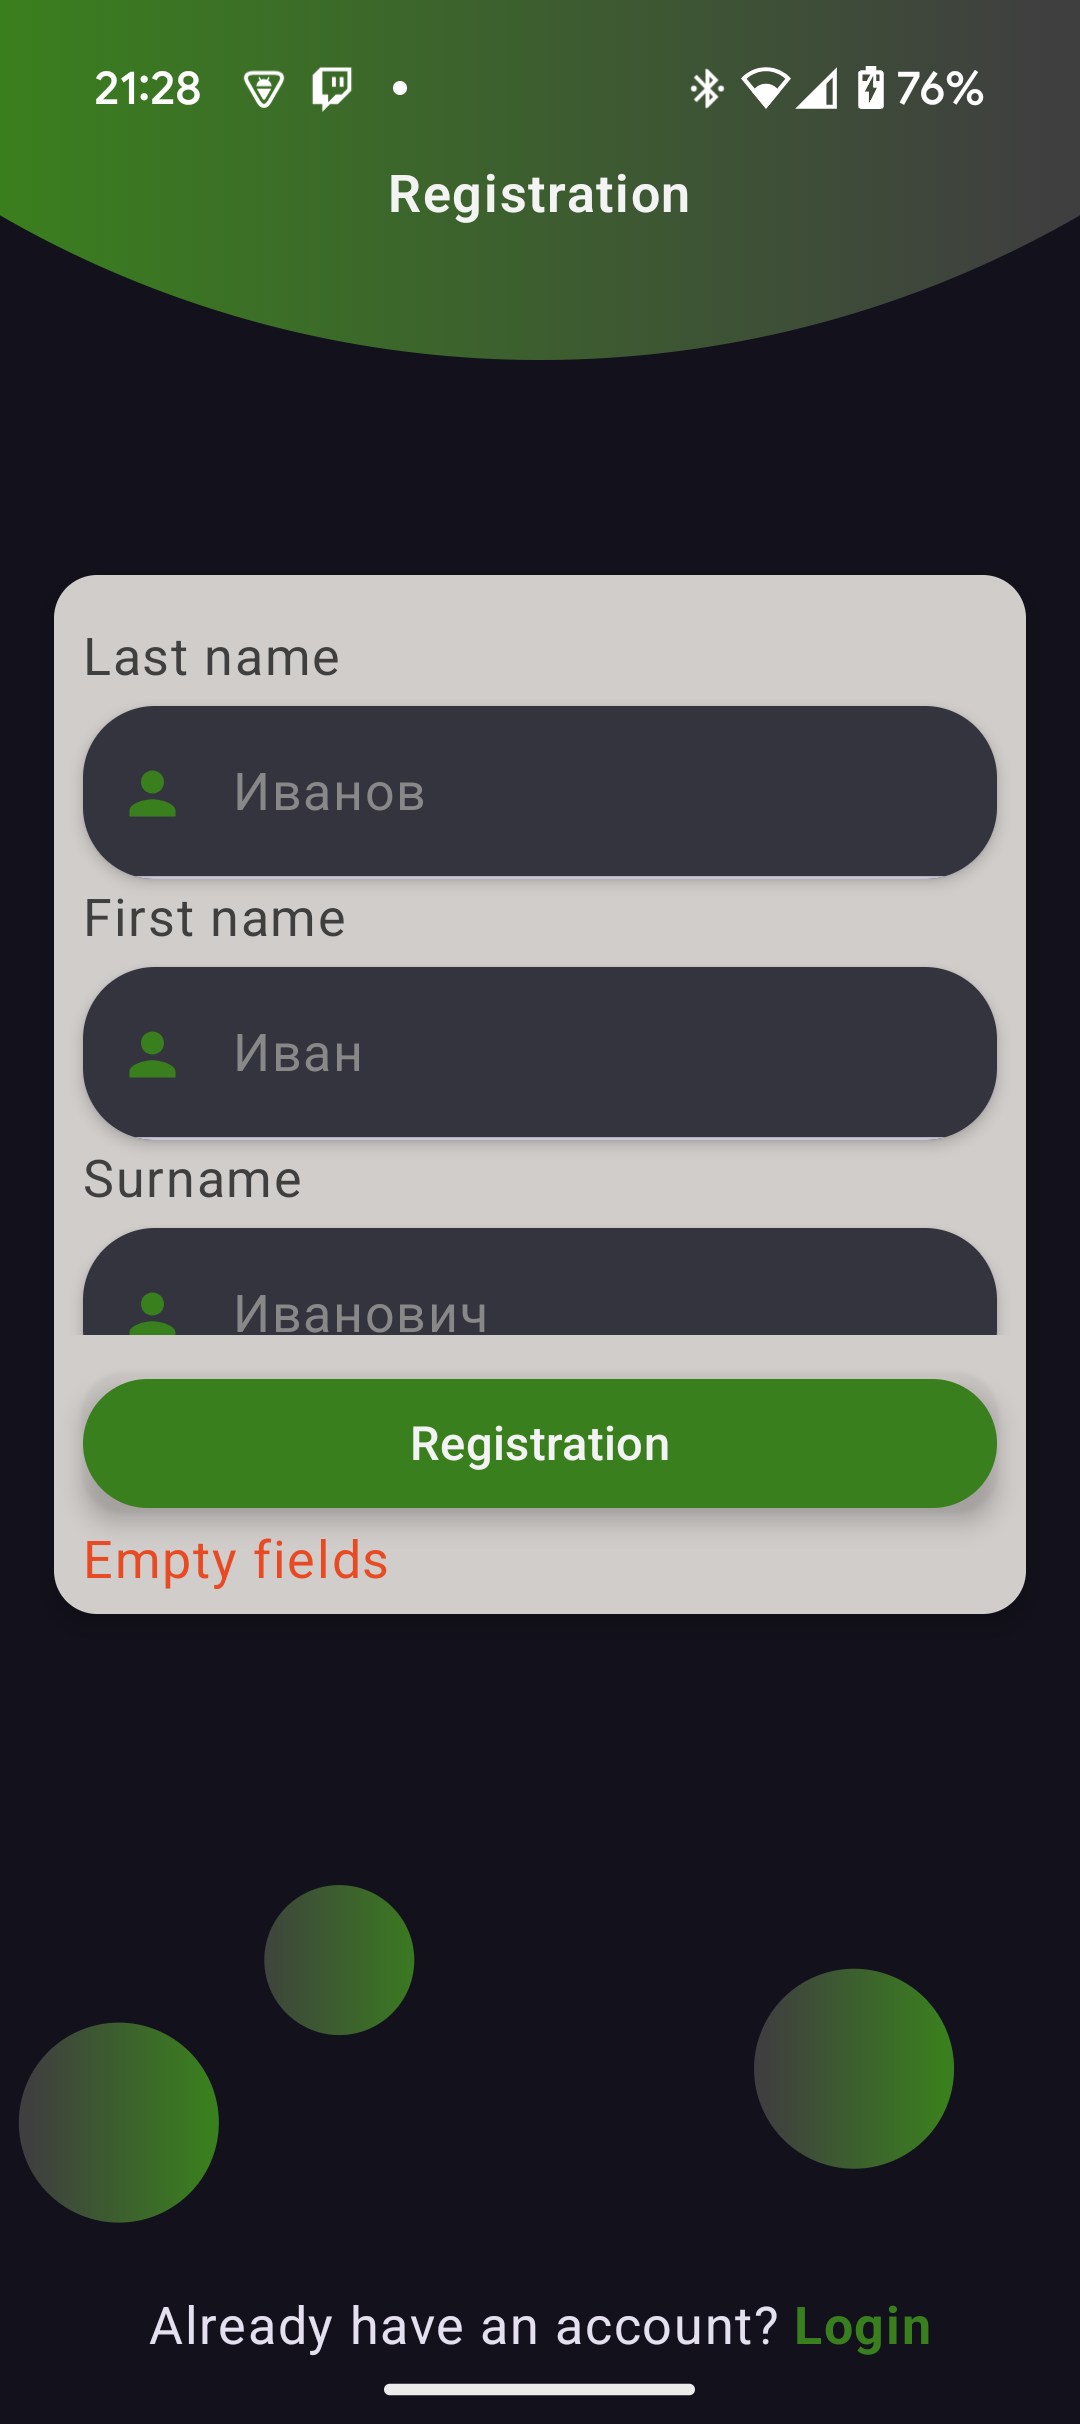 21:28 76%
Registration
Last name
Иванов
First name
Иван
Surname
Иванович
Registration
Empty fields
Already have an account? Login